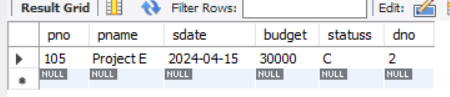 Result Grid Filter Rows: Edit:
pno pname sdate budget statuss dno
105 Project E 2024-04-15 30000 C 2
NULL NULL NULL NULL NULL NULL